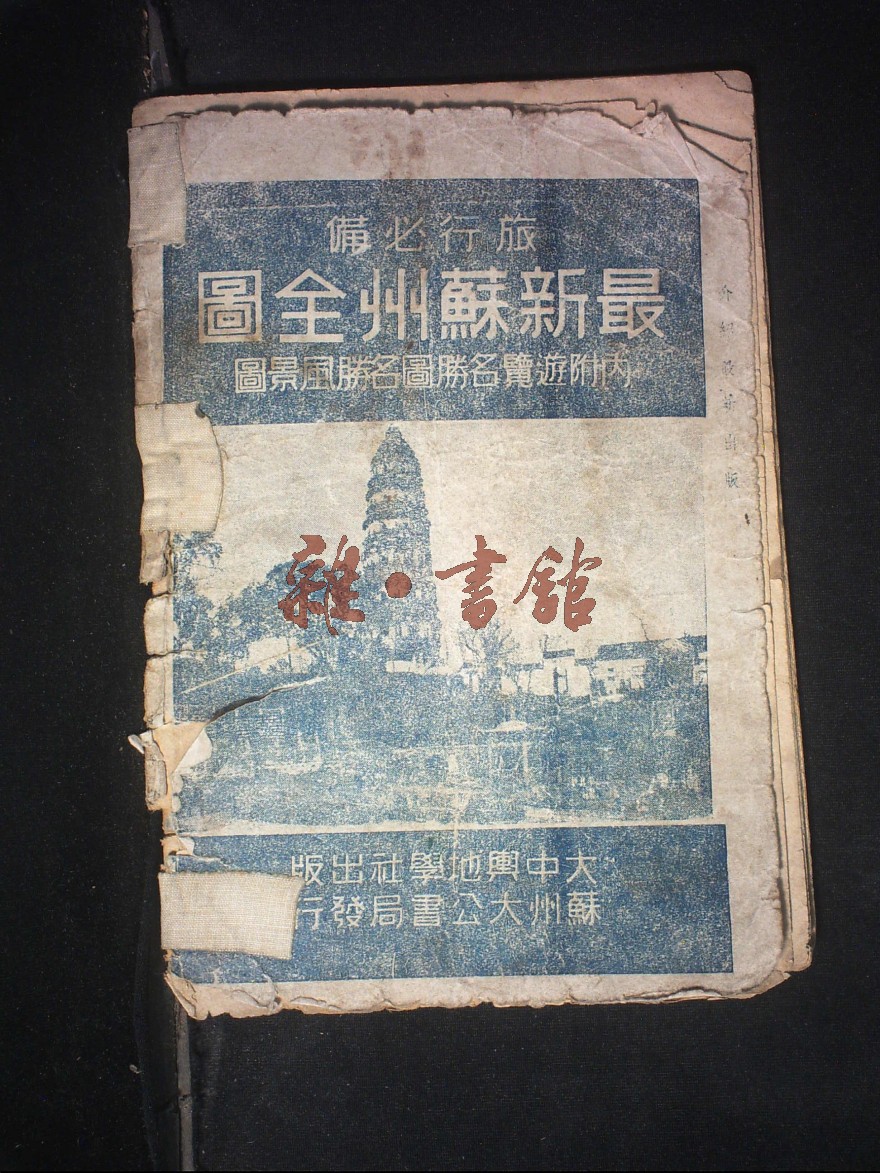 旅行必備
最新蘇州全圖
內附遊覽名勝圖名勝風景圖
雜·書館
大中輿地學社出版
蘇州大公書局發行